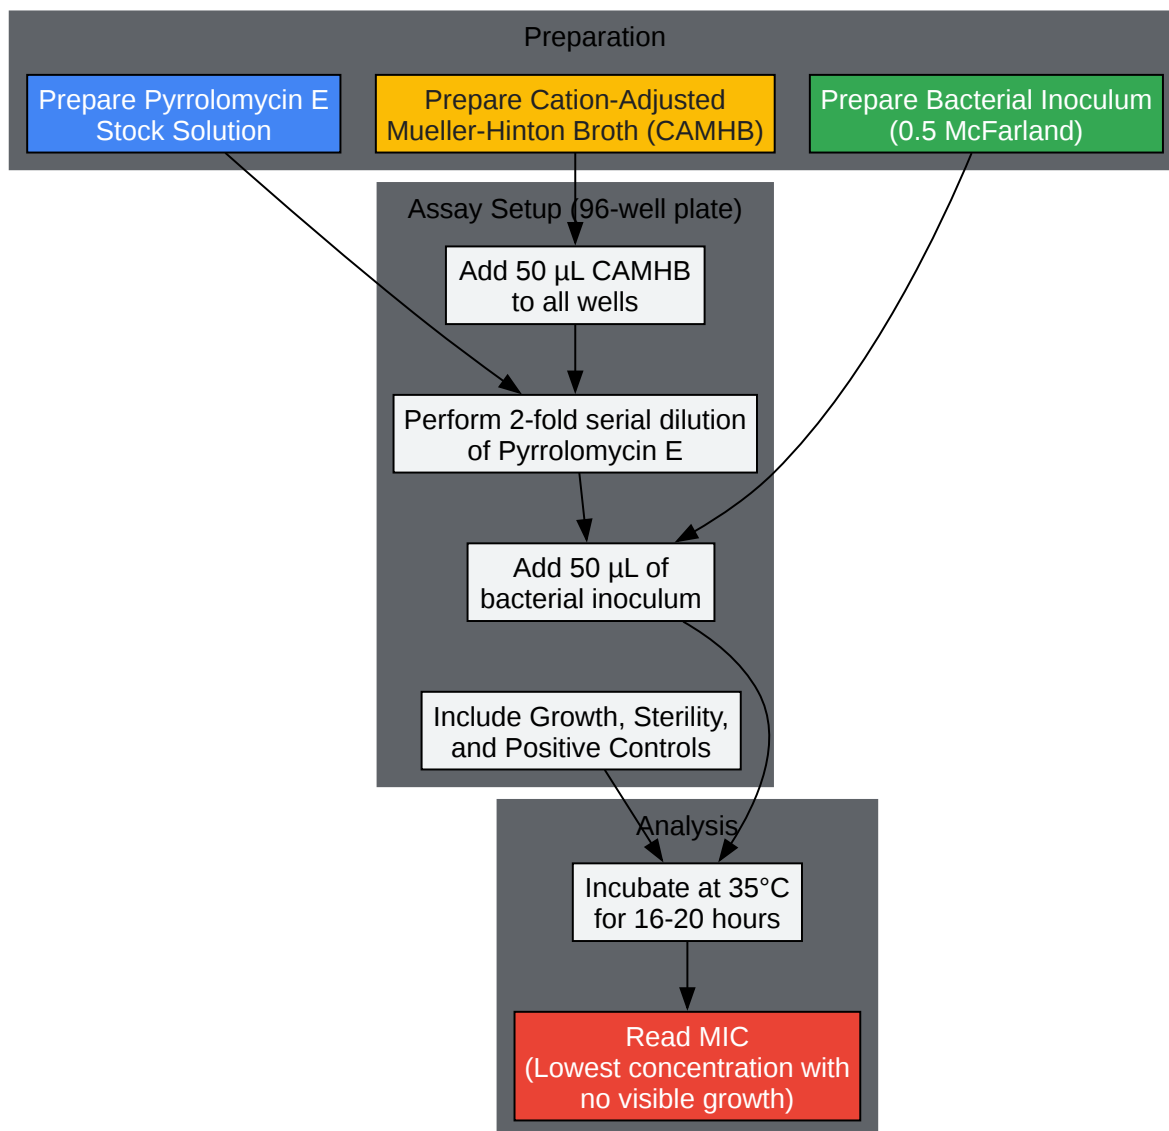 Preparation
Prepare Pyrrolomycin E
Stock Solution
Prepare Cation-Adjusted
Mueller-Hinton Broth (CAMHB)
Prepare Bacterial Inoculum
(0.5 McFarland)
Assay Setup (96-well plate)
Add 50 µL CAMHB
to all wells
Perform 2-fold serial dilution
of Pyrrolomycin E
Add 50 µL of
bacterial inoculum
Include Growth, Sterility,
and Positive Controls
Analysis
Incubate at 35°C
for 16-20 hours
Read MIC
(Lowest concentration with
no visible growth)